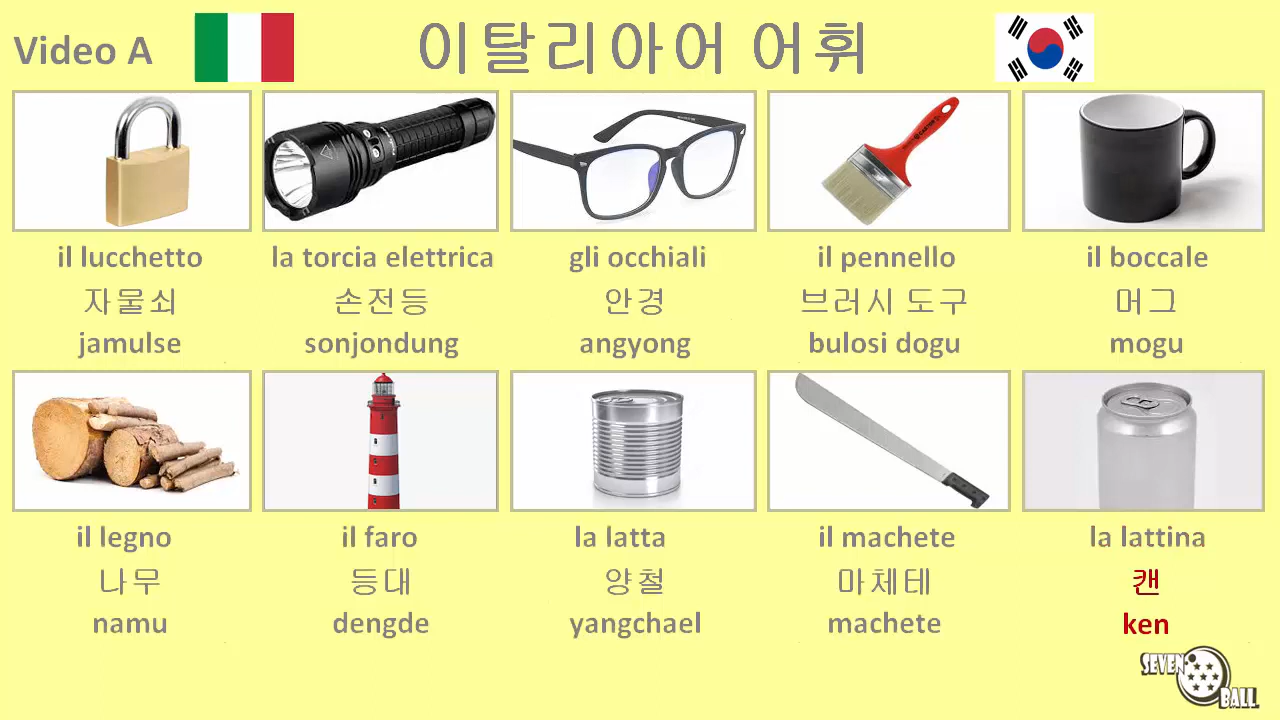 Video A
이탈리아어 어휘
il lucchetto
자물쇠
jamulse
la torcia elettrica
손전등
sonjondung
gli occhiali
안경
angyong
il pennello
브러시 도구
bulosi dogu
il boccale
머그
mogu
il legno
나무
namu
il faro
등대
dengde
la latta
양철
yangchael
il machete
마체테
machete
la lattina
캔
ken
SEVEN
BALL